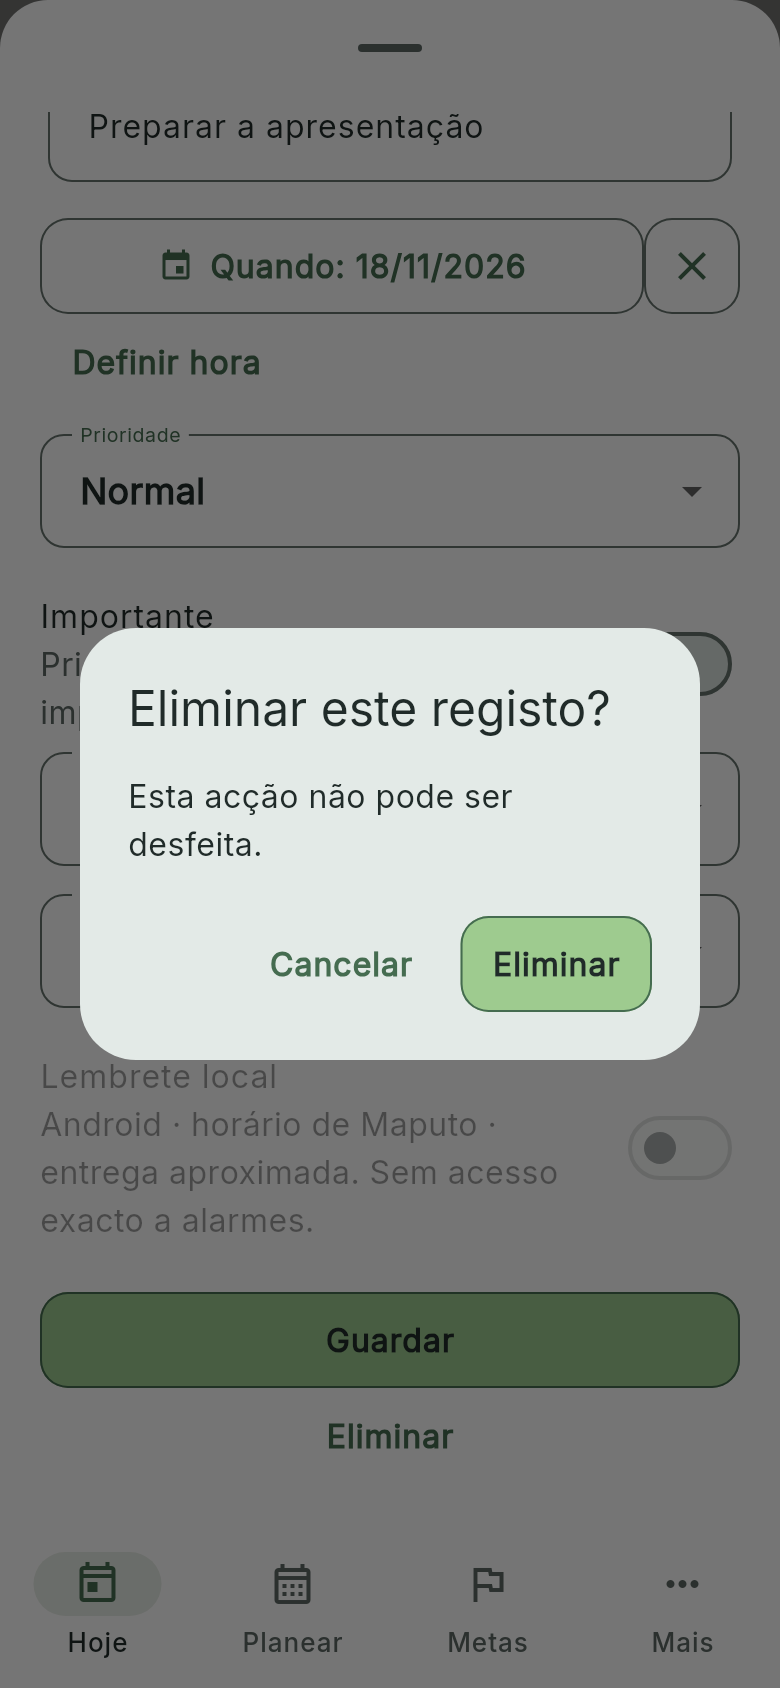 Preparar a apresentação
Quando: 18/11/2026
Definir hora
Prioridade
Normal
Importante
Eliminar este registo?
Esta acção não pode ser
desfeita.
Cancelar
Eliminar
Lembrete local
Android · horário de Maputo ·
entrega aproximada. Sem acesso
exacto a alarmes.
Guardar
Eliminar
Hoje
Planear
Metas
Mais